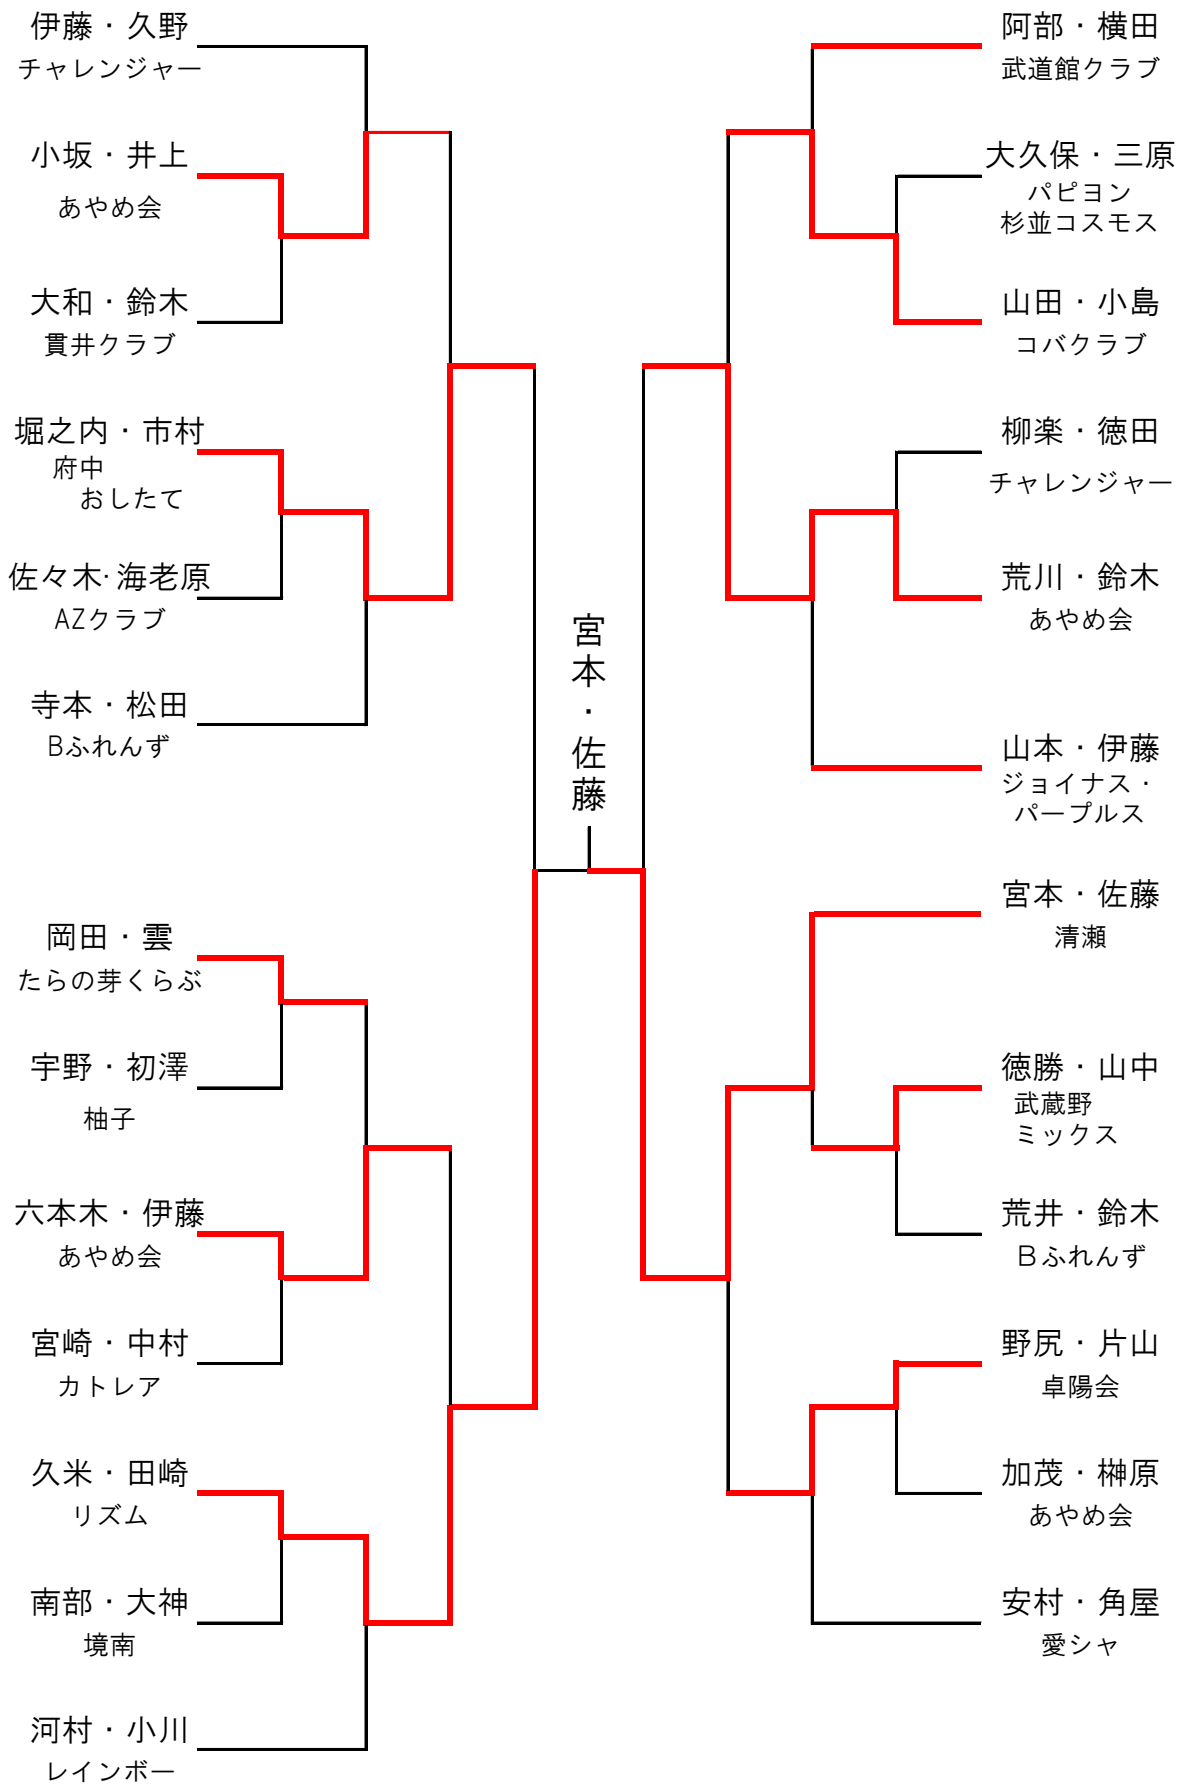 伊藤・久野
チャレンジャー
小坂・井上
あやめ会
大和・鈴木
貫井クラブ
堀之内・市村
府中
おしたて
佐々木・海老原
AZクラブ
寺本・松田
Bふれんず
岡田・雲
たらの芽くらぶ
宇野・初澤
柚子
六本木・伊藤
あやめ会
宮崎・中村
カトレア
久米・田崎
リズム
南部・大神
境南
河村・小川
レインボー
宮本・佐藤
阿部・横田
武道館クラブ
大久保・三原
パピヨン
杉並コスモス
山田・小島
コバクラブ
柳楽・徳田
チャレンジャー
荒川・鈴木
あやめ会
山本・伊藤
ジョイナス・
パープルス
宮本・佐藤
清瀬
徳勝・山中
武蔵野
ミックス
荒井・鈴木
Bふれんず
野尻・片山
卓陽会
加茂・榊原
あやめ会
安村・角屋
愛シャ